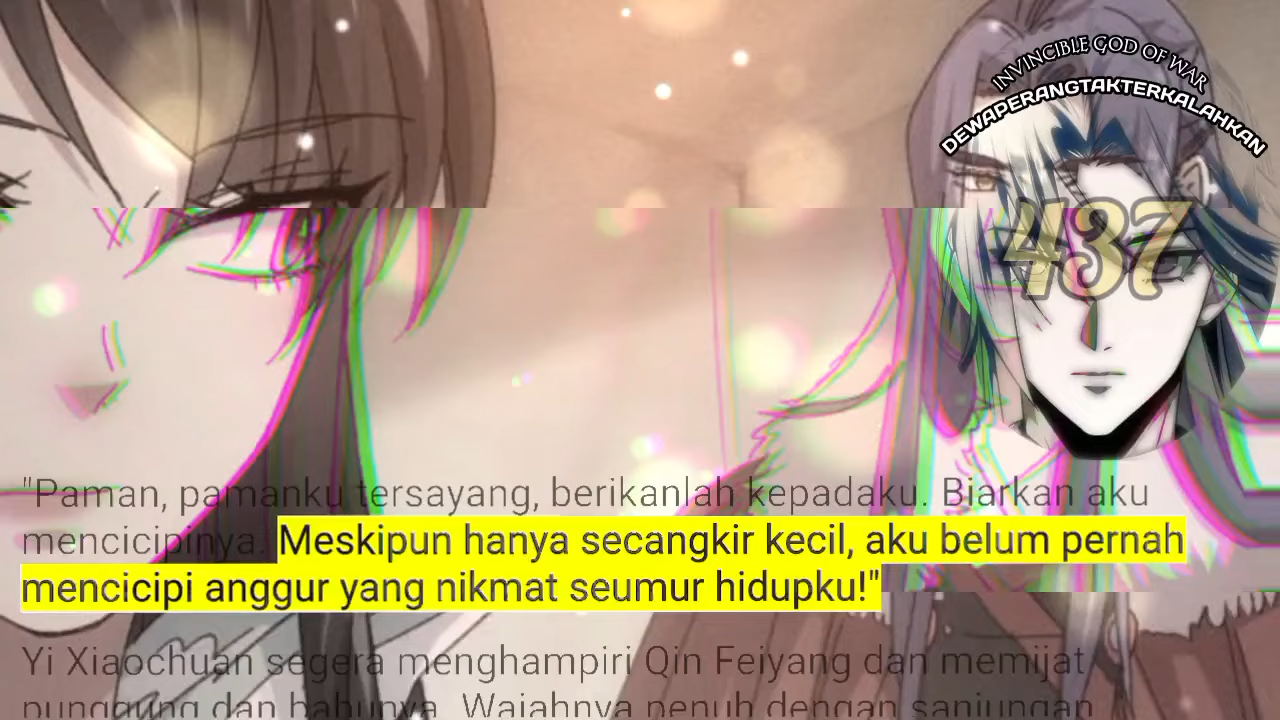 INVINCIBLE GOD OF WAR
DEWAPERANGTAKTERKALAHKAN
437
"Paman, pamanku tersayang, berikanlah kepadaku. Biarkan aku
mencicipinya. Meskipun hanya secangkir kecil, aku belum pernah
mencicipi anggur yang nikmat seumur hidupku!"
Yi Xiaochuan segera menghampiri Qin Feiyang dan memijat
punggung dan bahunya. Wajahnya penuh dengan sanjungan